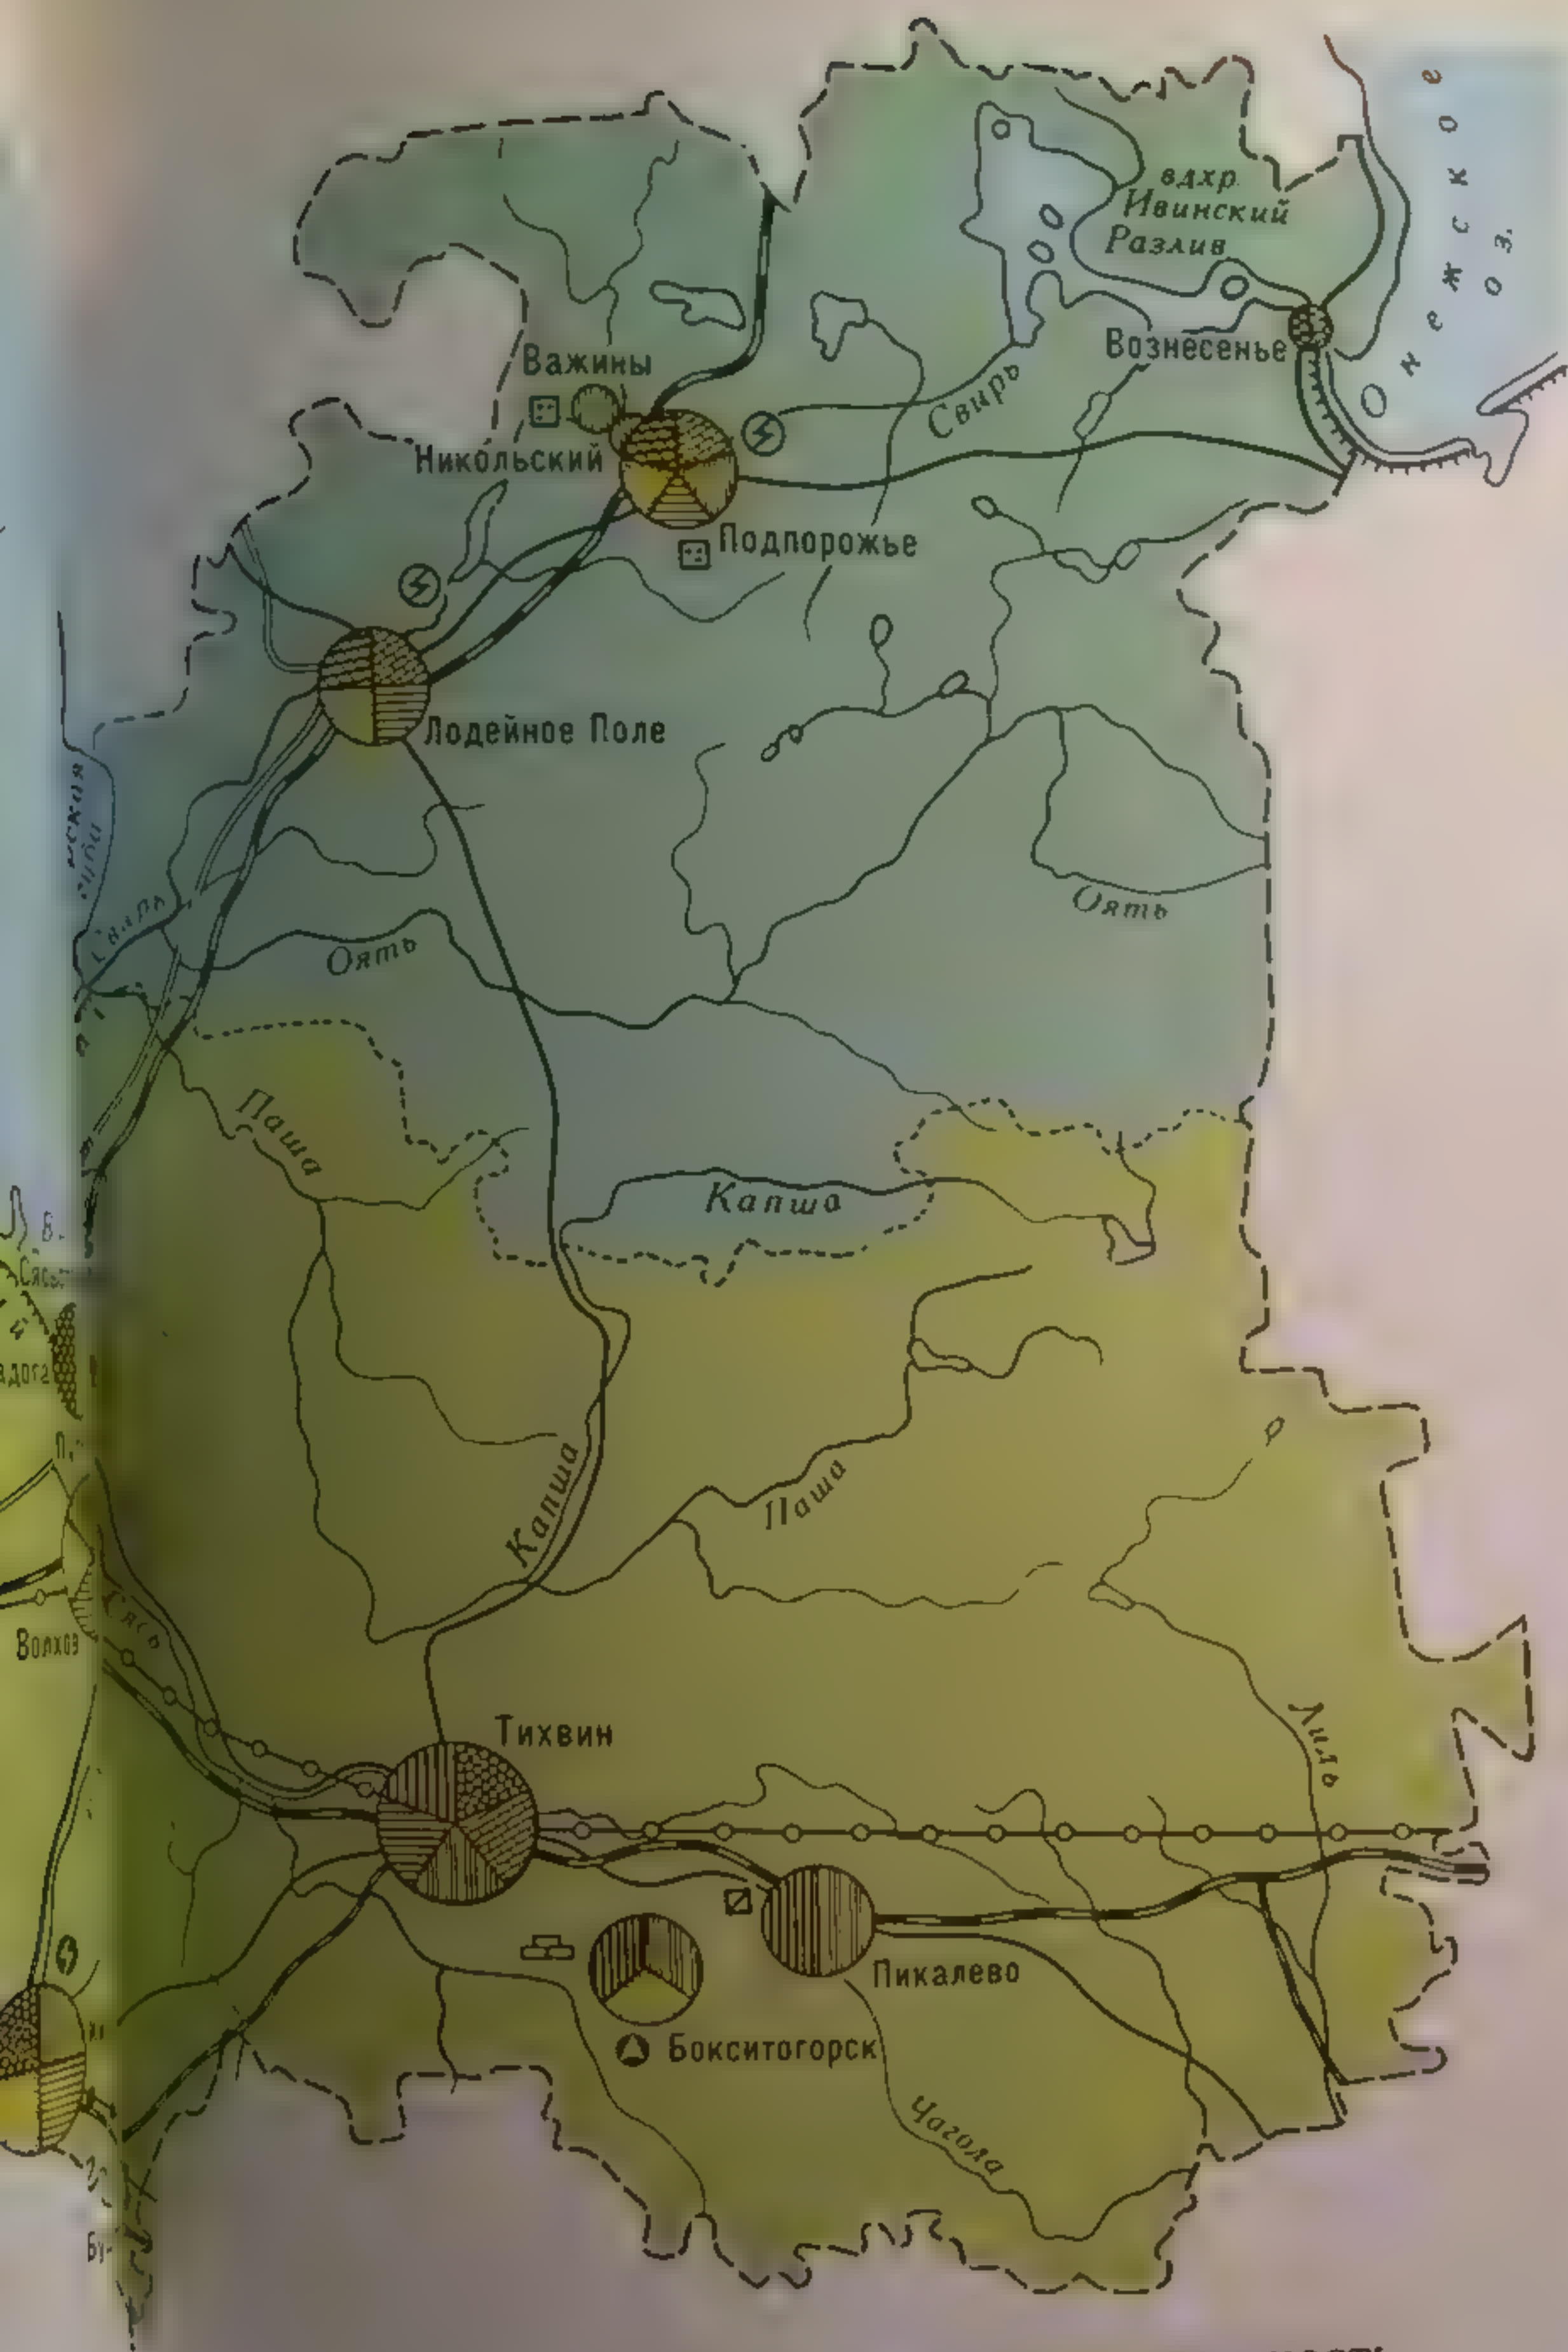 вдхр.
Ивинский
Разлив
Онежское
оз.
Вознесенье
Важины
Свирь
Никольский
Подпорожье
Лодейное Поле
Свирь
Оять
Оять
Паша
Капша
Капша
Паша
Сясь
Волхов
Тихвин
Лидь
Пикалево
Бокситогорск
Чагода